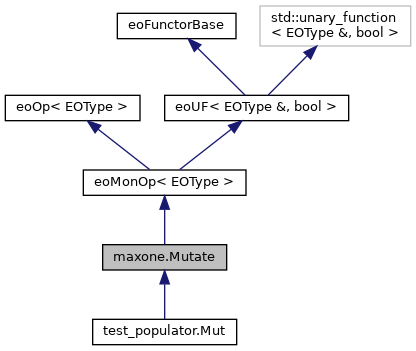 eoFunctorBase
std::unary_function
< EOType &, bool >
eoOp< EOType >
eoUF< EOType &, bool >
eoMonOp< EOType >
maxone.Mutate
test_populator.Mut